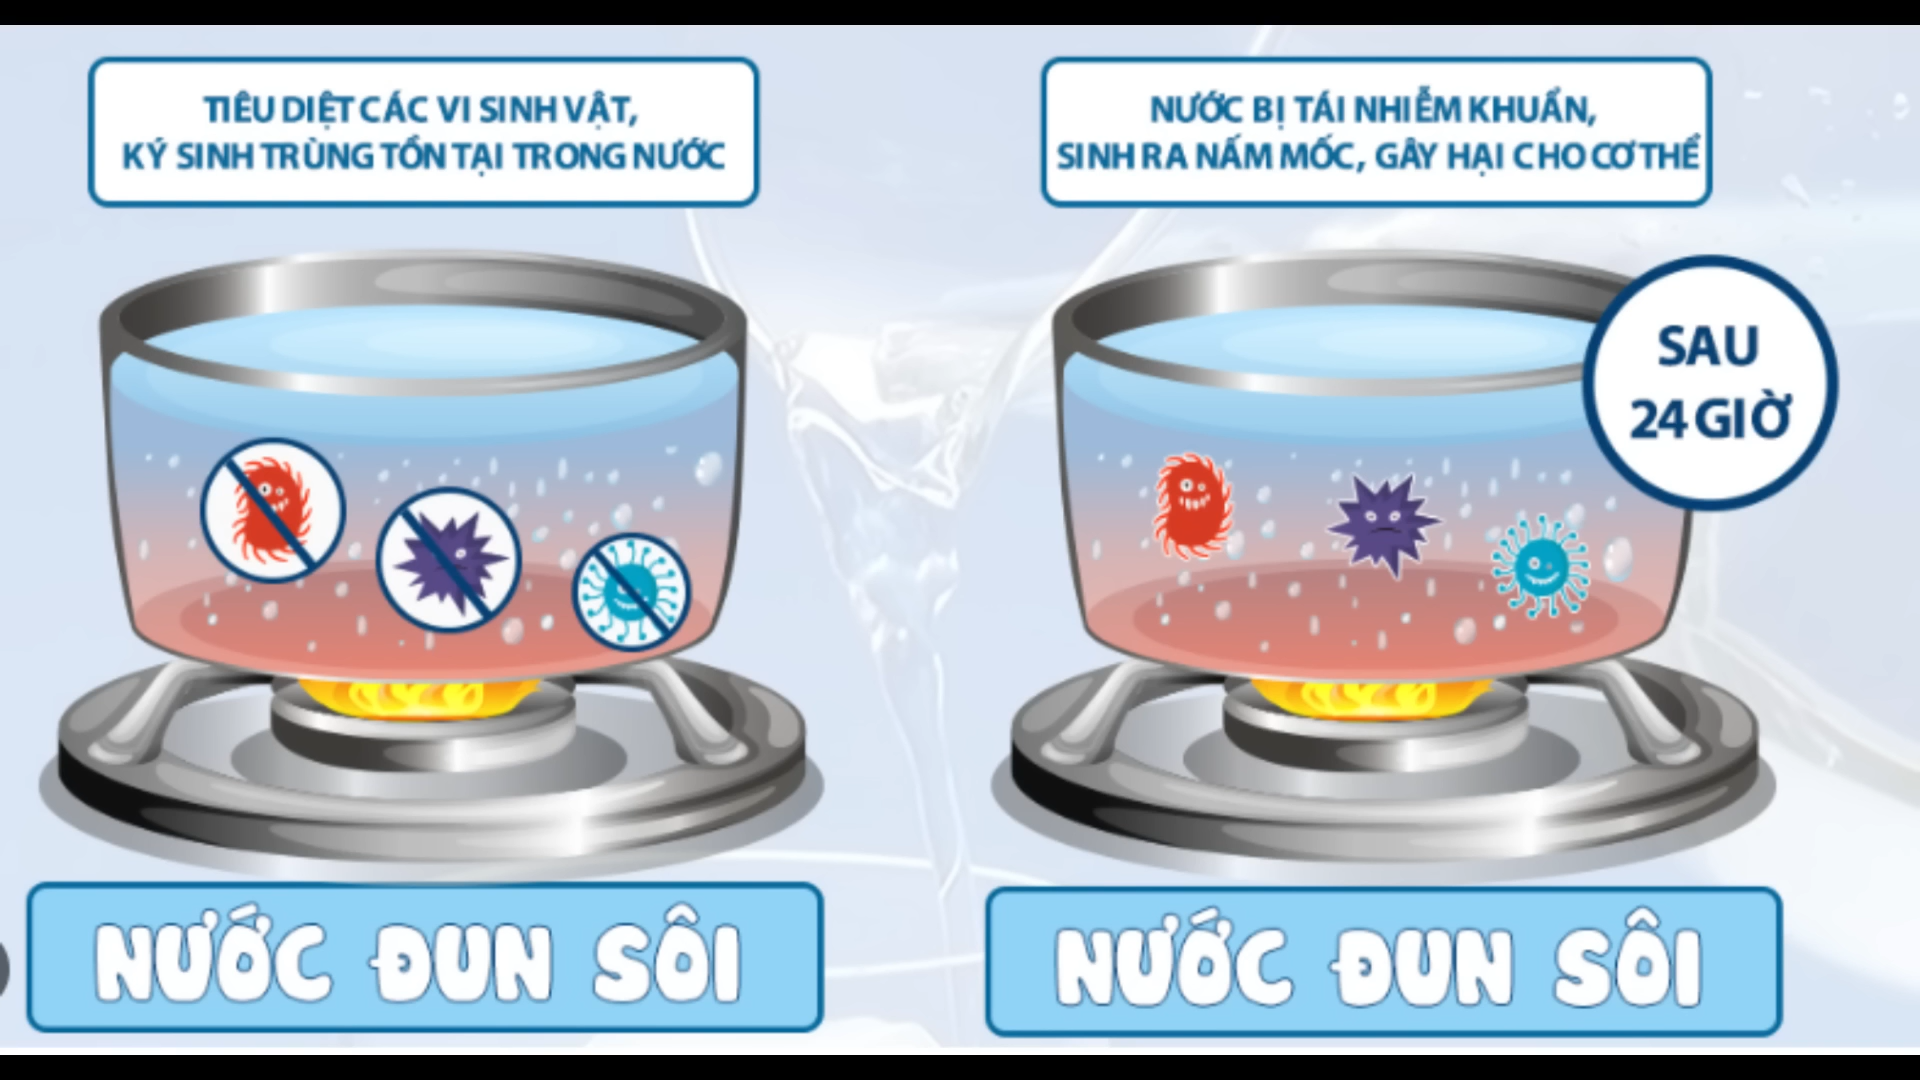 TIÊU DIỆT CÁC VI SINH VẬT,
KÝ SINH TRÙNG TỒN TẠI TRONG NƯỚC
NƯỚC ĐUN SÔI
NƯỚC BỊ TÁI NHIỄM KHUẨN,
SINH RA NẤM MỐC, GÂY HẠI CHO CƠ THỂ
SAU
24 GIỜ
NƯỚC ĐUN SÔI